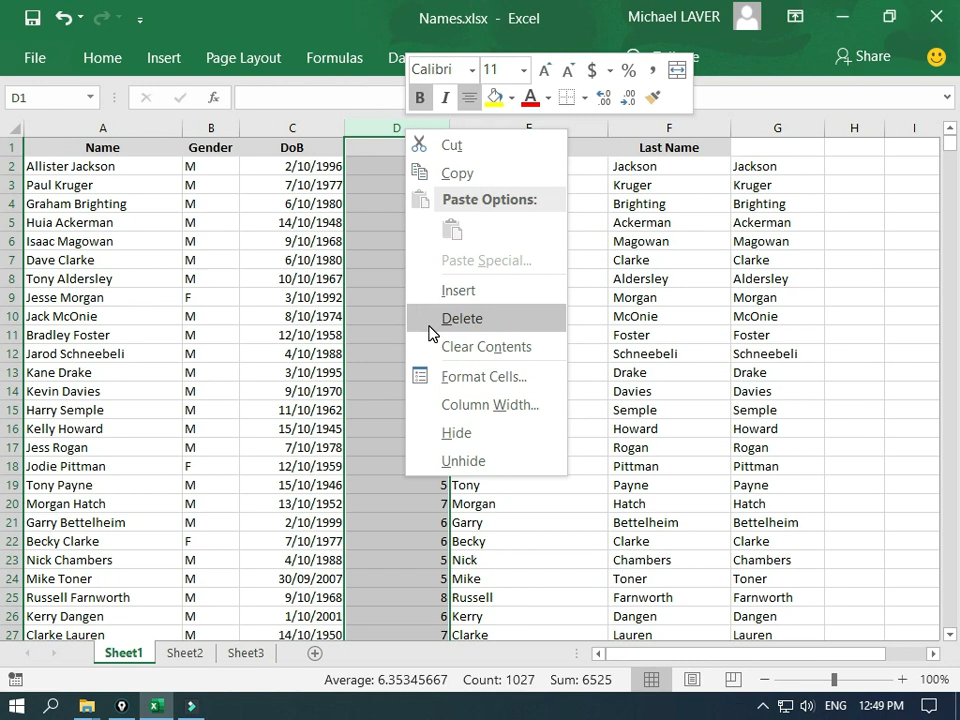 Names.xlsx - Excel
Michael LAVER
File Home Insert Page Layout Formulas Da
Share
Calibri 11
$ % ,
B I A
D1 fx
A B C D E F G H I
1 Name Gender DoB Last Name
2 Allister Jackson M 2/10/1996 Jackson Jackson
3 Paul Kruger M 7/10/1977 Kruger Kruger
4 Graham Brighting M 6/10/1980 Brighting Brighting
5 Huia Ackerman M 14/10/1948 Ackerman Ackerman
6 Isaac Magowan M 9/10/1968 Magowan Magowan
7 Dave Clarke M 6/10/1980 Clarke Clarke
8 Tony Aldersley M 10/10/1967 Aldersley Aldersley
9 Jesse Morgan F 3/10/1992 Morgan Morgan
10 Jack McOnie M 8/10/1974 McOnie McOnie
11 Bradley Foster M 12/10/1958 Foster Foster
12 Jarod Schneebeli M 4/10/1988 Schneebeli Schneebeli
13 Kane Drake M 3/10/1995 Drake Drake
14 Kevin Davies M 9/10/1970 Davies Davies
15 Harry Semple M 11/10/1962 Semple Semple
16 Kelly Howard M 15/10/1945 Howard Howard
17 Jess Rogan M 7/10/1978 Rogan Rogan
18 Jodie Pittman F 12/10/1959 Pittman Pittman
19 Tony Payne M 15/10/1946 5 Tony Payne Payne
20 Morgan Hatch M 13/10/1952 7 Morgan Hatch Hatch
21 Garry Bettelheim M 2/10/1999 6 Garry Bettelheim Bettelheim
22 Becky Clarke F 7/10/1977 6 Becky Clarke Clarke
23 Nick Chambers M 4/10/1988 5 Nick Chambers Chambers
24 Mike Toner M 30/09/2007 5 Mike Toner Toner
25 Russell Farnworth M 9/10/1968 8 Russell Farnworth Farnworth
26 Kerry Dangen M 1/10/2001 6 Kerry Dangen Dangen
27 Clarke Lauren M 14/10/1950 7 Clarke Lauren Lauren
Cut
Copy
Paste Options:
Paste Special...
Insert
Delete
Clear Contents
Format Cells...
Column Width...
Hide
Unhide
Sheet1 Sheet2 Sheet3
Average: 6.35345667 Count: 1027 Sum: 6525 100%
ENG 12:49 PM